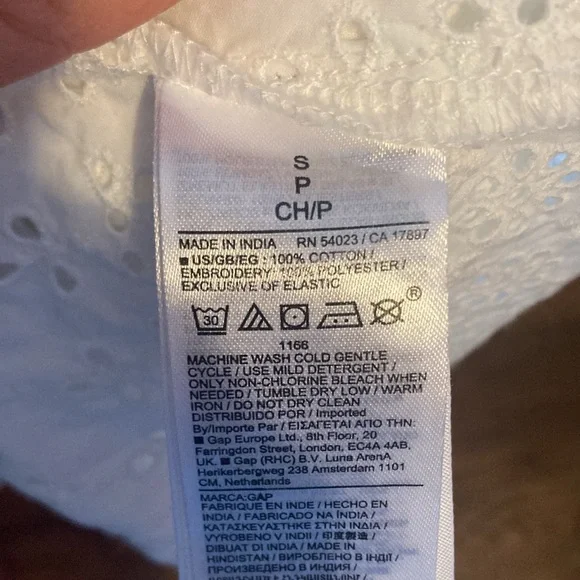 S
P
CH/P
MADE IN INDIA RN 54023 / CA 17897
■ US/GB/EG : 100% COTTON /
EMBROIDERY: 100% POLYESTER /
EXCLUSIVE OF ELASTIC
30
®
1166
MACHINE WASH COLD GENTLE
CYCLE / USE MILD DETERGENT /
ONLY NON-CHLORINE BLEACH WHEN
NEEDED / TUMBLE DRY LOW / WARM
IRON / DO NOT DRY CLEAN
DISTRIBUIDO POR / Imported
By/Importe Par / ΕΙΣΑΓΕΤΑΙ ΑΠΟ ΤΗΝ:
■ Gap Europe Ltd., 8th Floor, 20
Farringdon Street, London, EC4A 4AB,
UK. ■ Gap (RHC) B.V. Luna ArenA
Herikerbergweg 238 Amsterdam 1101
CM, Netherlands
MARCA:GAP
FABRIQUE EN INDE / HECHO EN
INDIA / FABRICADO NA ÍNDIA /
ΚΑΤΑΣΚΕΥΑΣΤΗΚΕ ΣΤΗΝ ΙΝΔΙΑ /
VYROBENO V INDII / 印度製造 /
DIBUAT DI INDIA / MADE IN
HINDISTAN / ВИРОБЛЕНО В ІНДІЇ /
ПРОИЗВЕДЕНО В ИНДИИ /